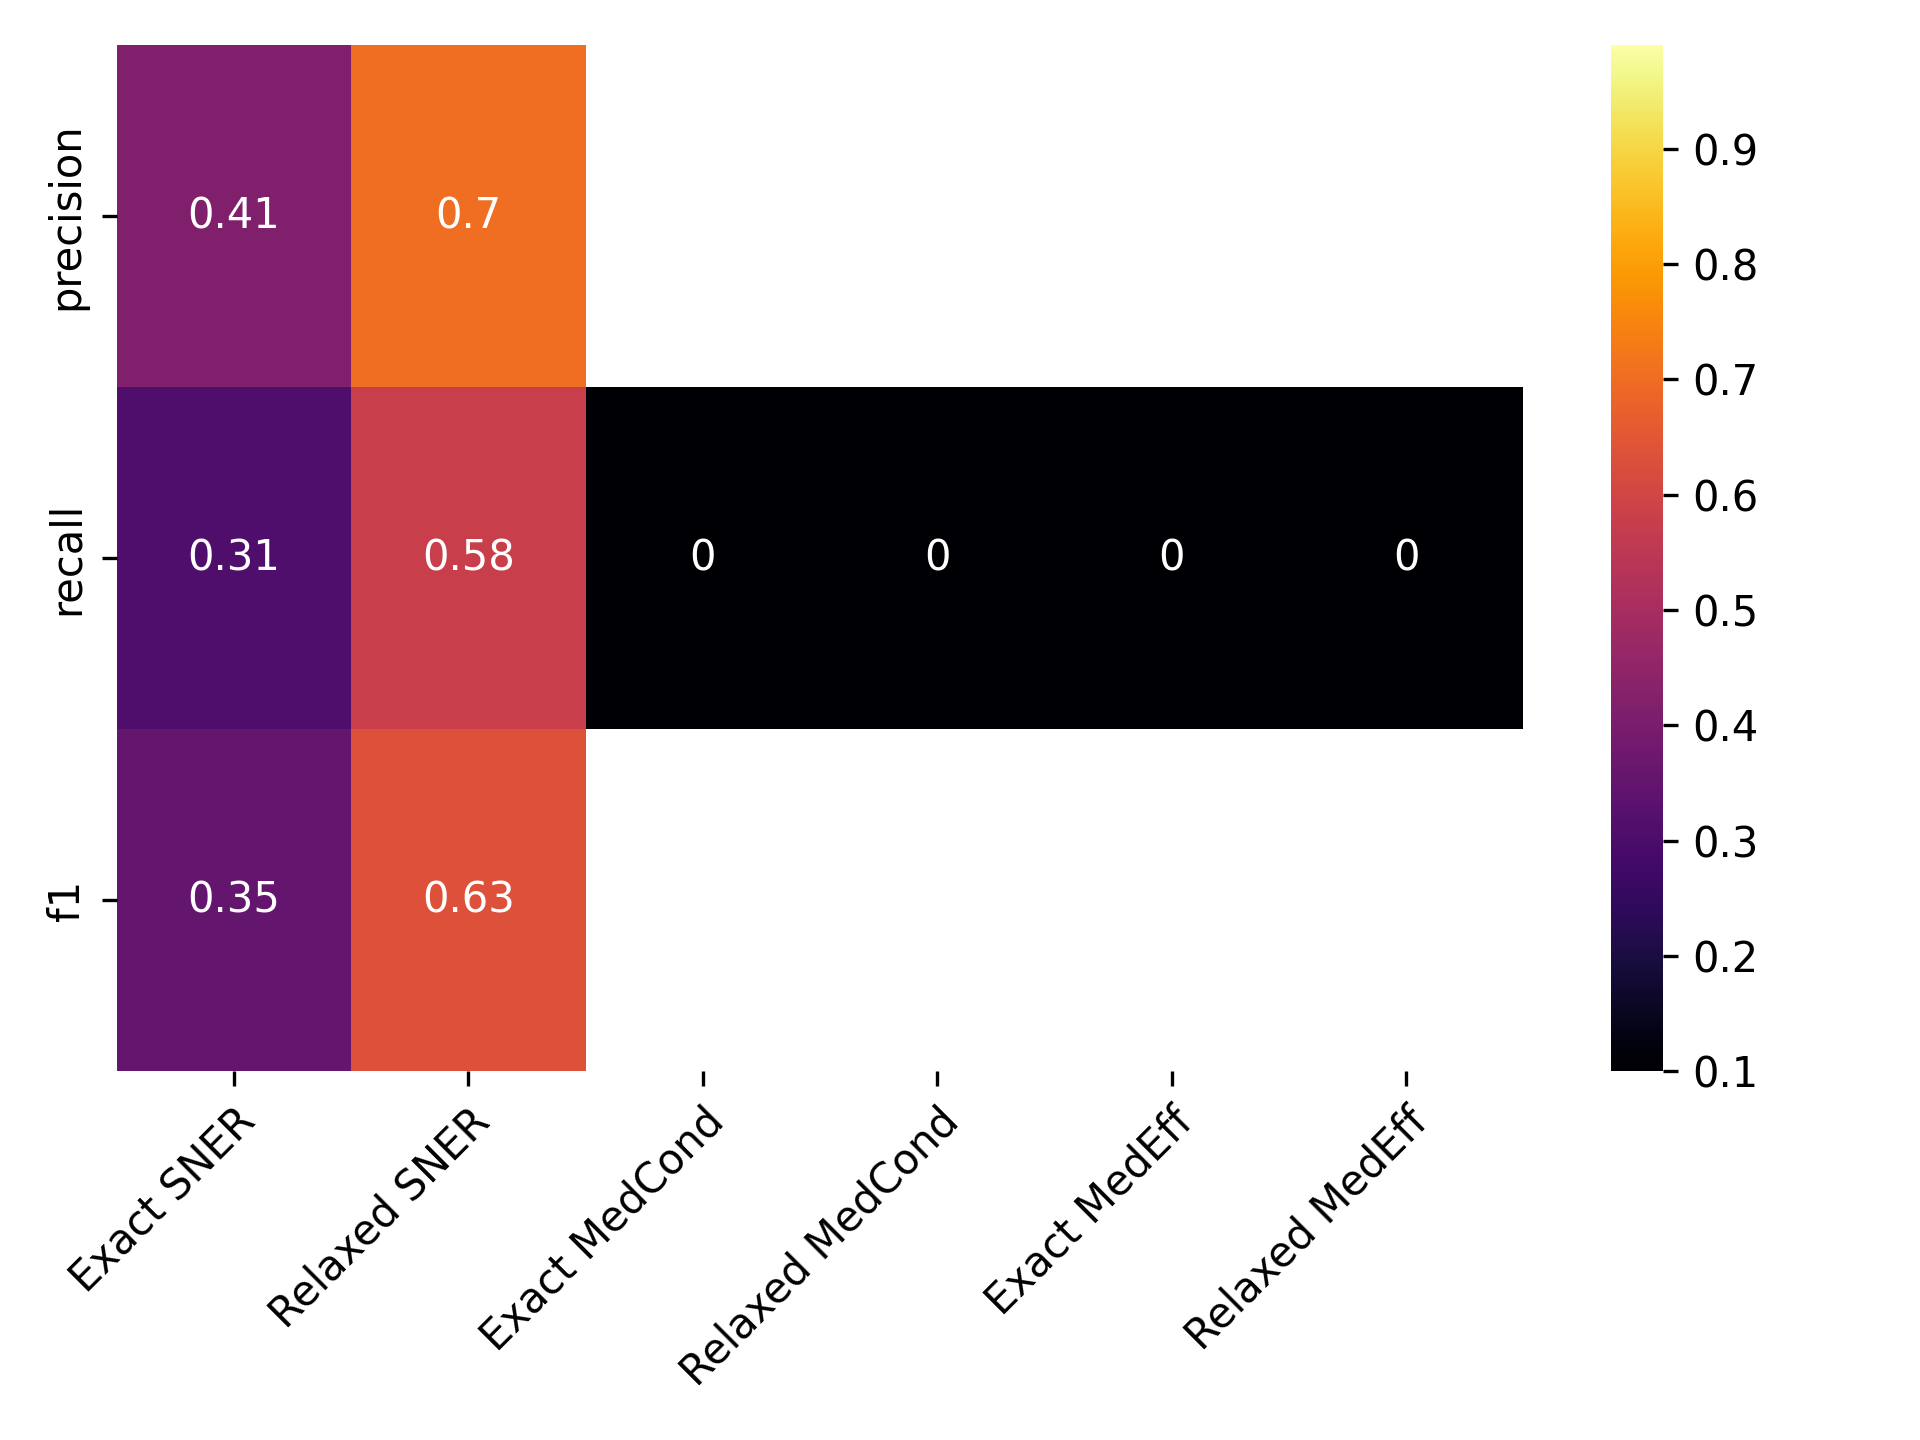 precision
0.41 0.7
recall
0.31 0.58 0 0 0 0
f1
0.35 0.63
Exact SNER
Relaxed SNER
Exact MedCond
Relaxed MedCond
Exact MedEff
Relaxed MedEff
0.9
0.8
0.7
0.6
0.5
0.4
0.3
0.2
0.1